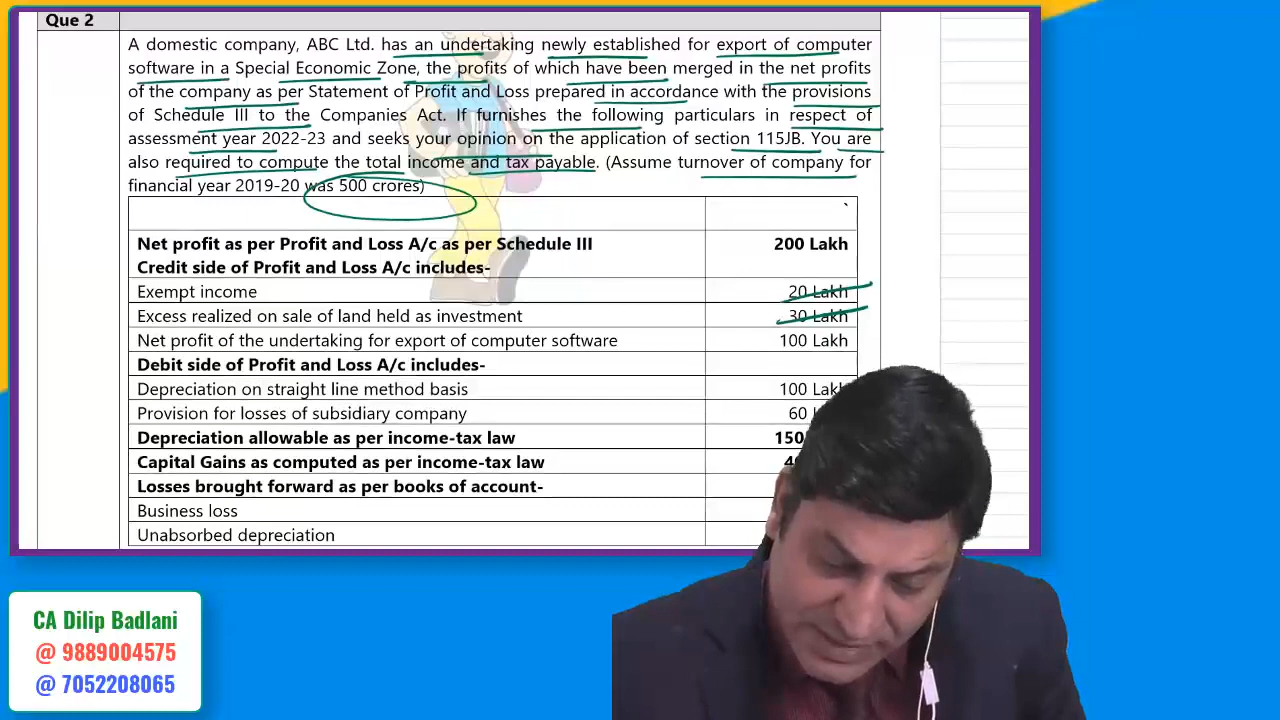 Que 2
A domestic company, ABC Ltd. has an undertaking newly established for export of computer
software in a Special Economic Zone, the profits of which have been merged in the net profits
of the company as per Statement of Profit and Loss prepared in accordance with the provisions
of Schedule III to the Companies Act. If furnishes the following particulars in respect of
assessment year 2022-23 and seeks your opinion on the application of section 115JB. You are
also required to compute the total income and tax payable. (Assume turnover of company for
financial year 2019-20 was 500 crores)
`
Net profit as per Profit and Loss A/c as per Schedule III 200 Lakh
Credit side of Profit and Loss A/c includes-
Exempt income 20 Lakh
Excess realized on sale of land held as investment 30 Lakh
Net profit of the undertaking for export of computer software 100 Lakh
Debit side of Profit and Loss A/c includes-
Depreciation on straight line method basis 100 Lakh
Provision for losses of subsidiary company 60
Depreciation allowable as per income-tax law 150
Capital Gains as computed as per income-tax law
Losses brought forward as per books of account-
Business loss
Unabsorbed depreciation
CA Dilip Badlani
@ 9889004575
@ 7052208065